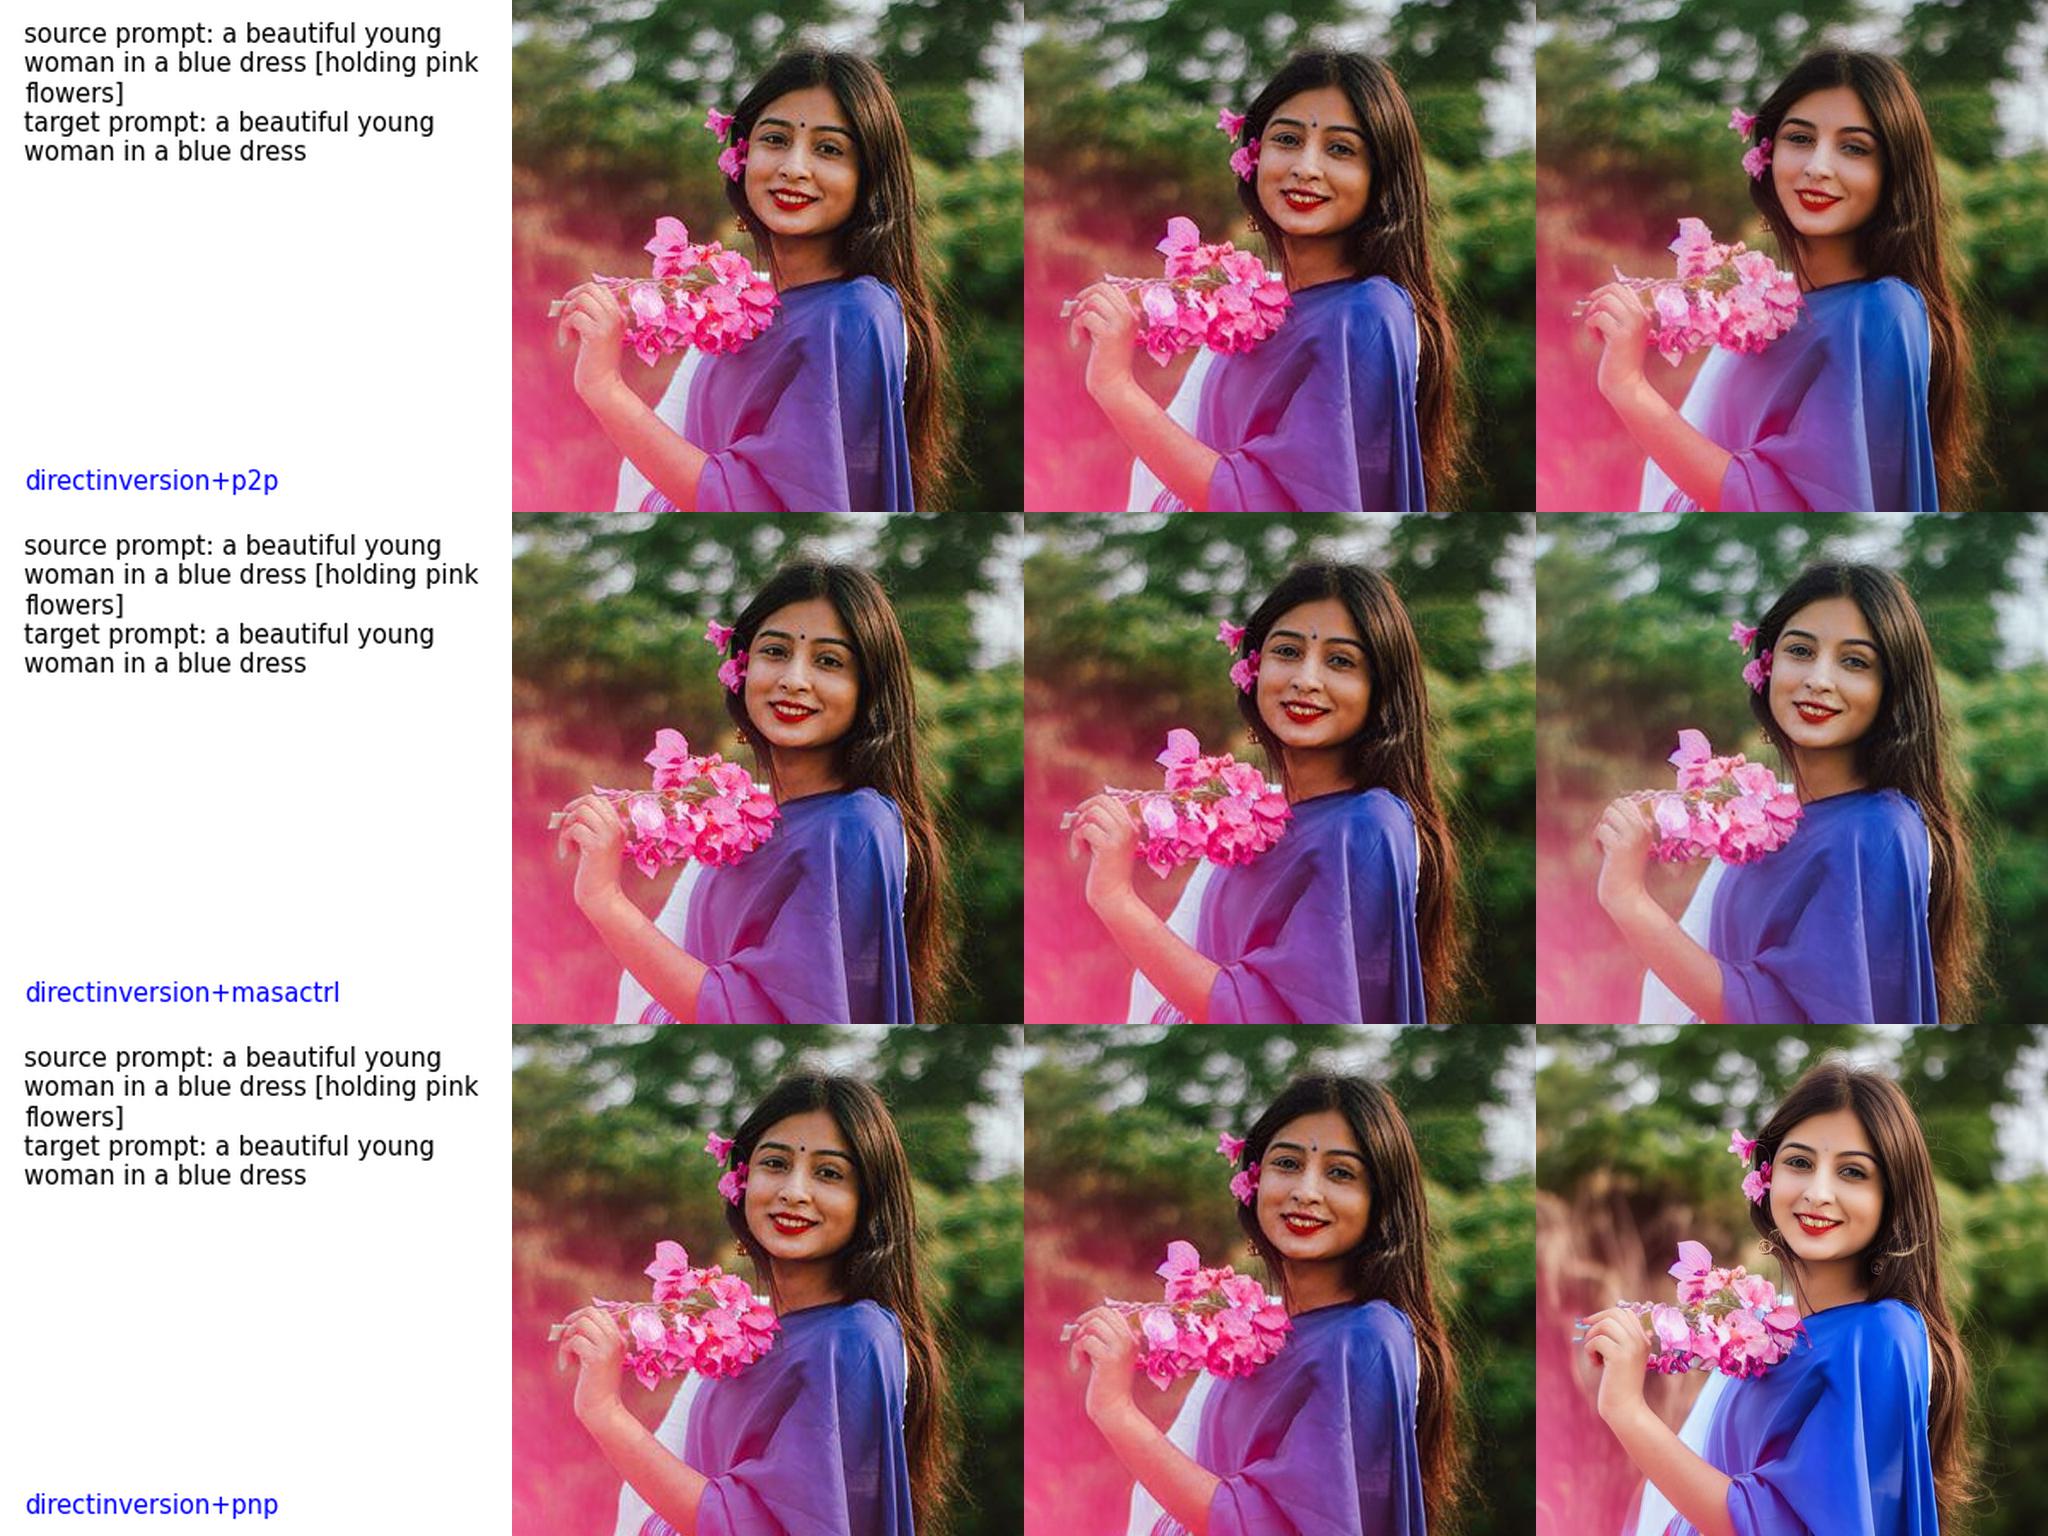 source prompt: a beautiful young
woman in a blue dress [holding pink
flowers]
target prompt: a beautiful young
woman in a blue dress
directinversion+p2p
source prompt: a beautiful young
woman in a blue dress [holding pink
flowers]
target prompt: a beautiful young
woman in a blue dress
directinversion+masactrl
source prompt: a beautiful young
woman in a blue dress [holding pink
flowers]
target prompt: a beautiful young
woman in a blue dress
directinversion+pnp